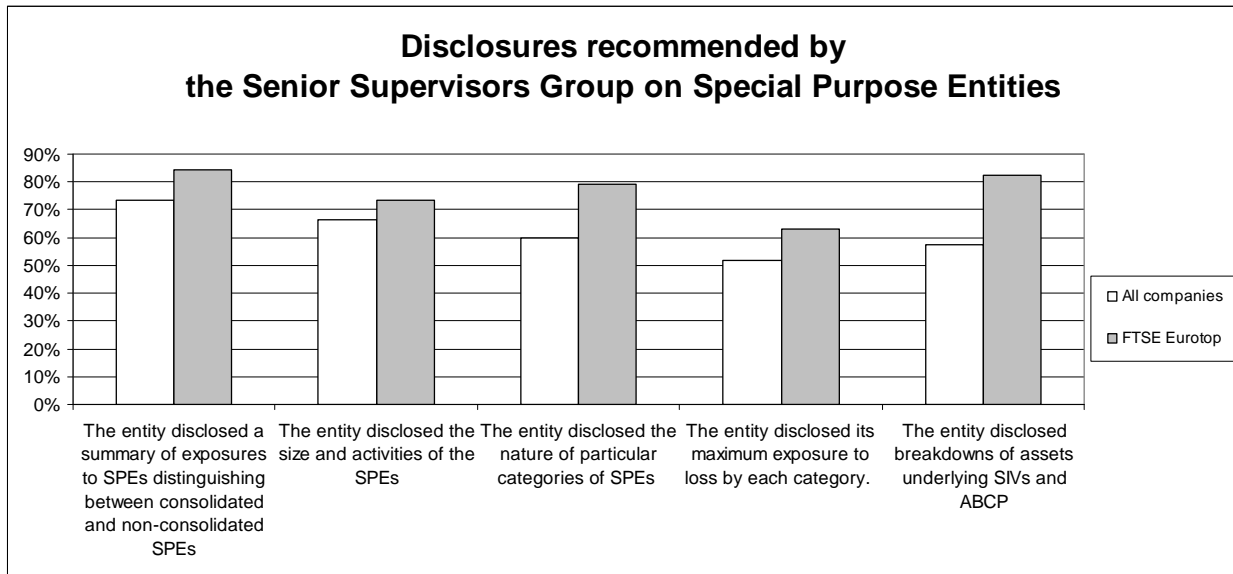 Disclosures recommended by
the Senior Supervisors Group on Special Purpose Entities
90%
80%
70%
60%
50%
40%
30%
20%
10%
0%
The entity disclosed a
summary of exposures
to SPEs distinguishing
between consolidated
and non-consolidated
SPEs
The entity disclosed the
size and activities of the
SPEs
The entity disclosed the
nature of particular
categories of SPEs
The entity disclosed its
maximum exposure to
loss by each category.
The entity disclosed
breakdowns of assets
underlying SIVs and
ABCP
All companies
FTSE Eurotop